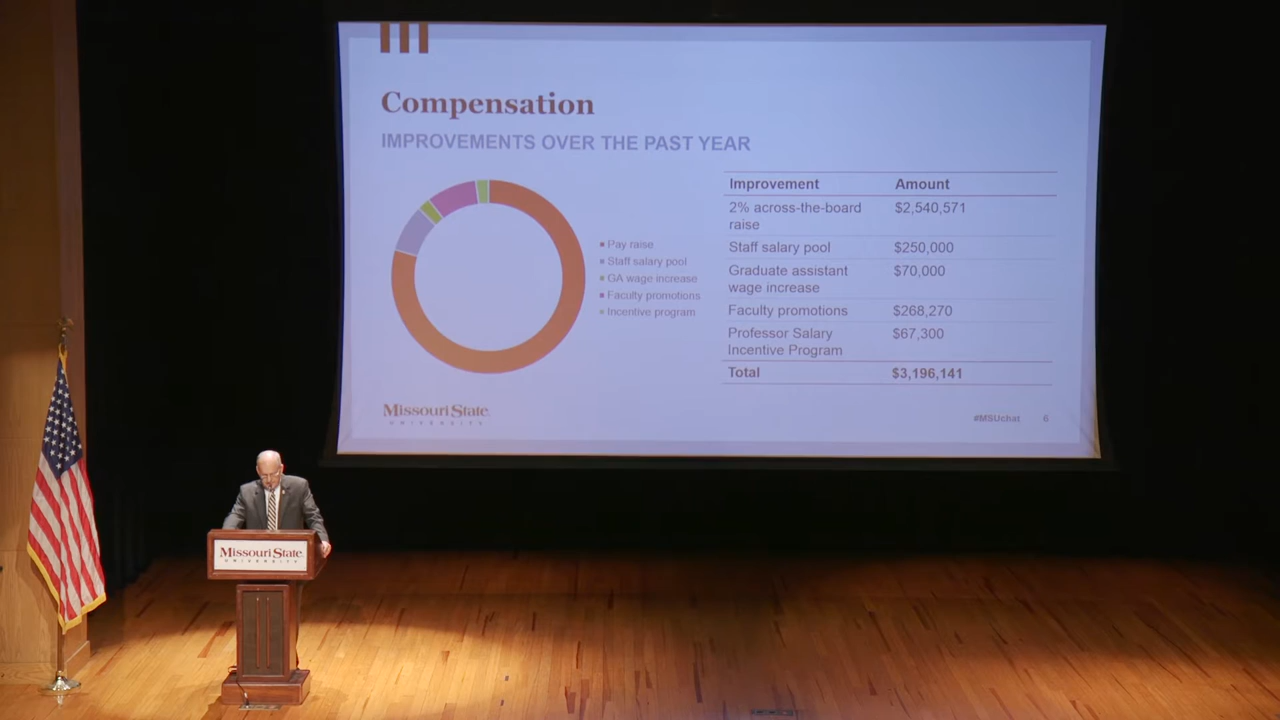 Compensation
IMPROVEMENTS OVER THE PAST YEAR
Pay raise
Staff salary pool
GA wage increase
Faculty promotions
Incentive program
Improvement Amount
2% across-the-board $2,540,571
raise
Staff salary pool $250,000
Graduate assistant $70,000
wage increase
Faculty promotions $268,270
Professor Salary $67,300
Incentive Program
Total $3,196,141
Missouri State
UNIVERSITY
#MSUchat 6
Missouri State
UNIVERSITY